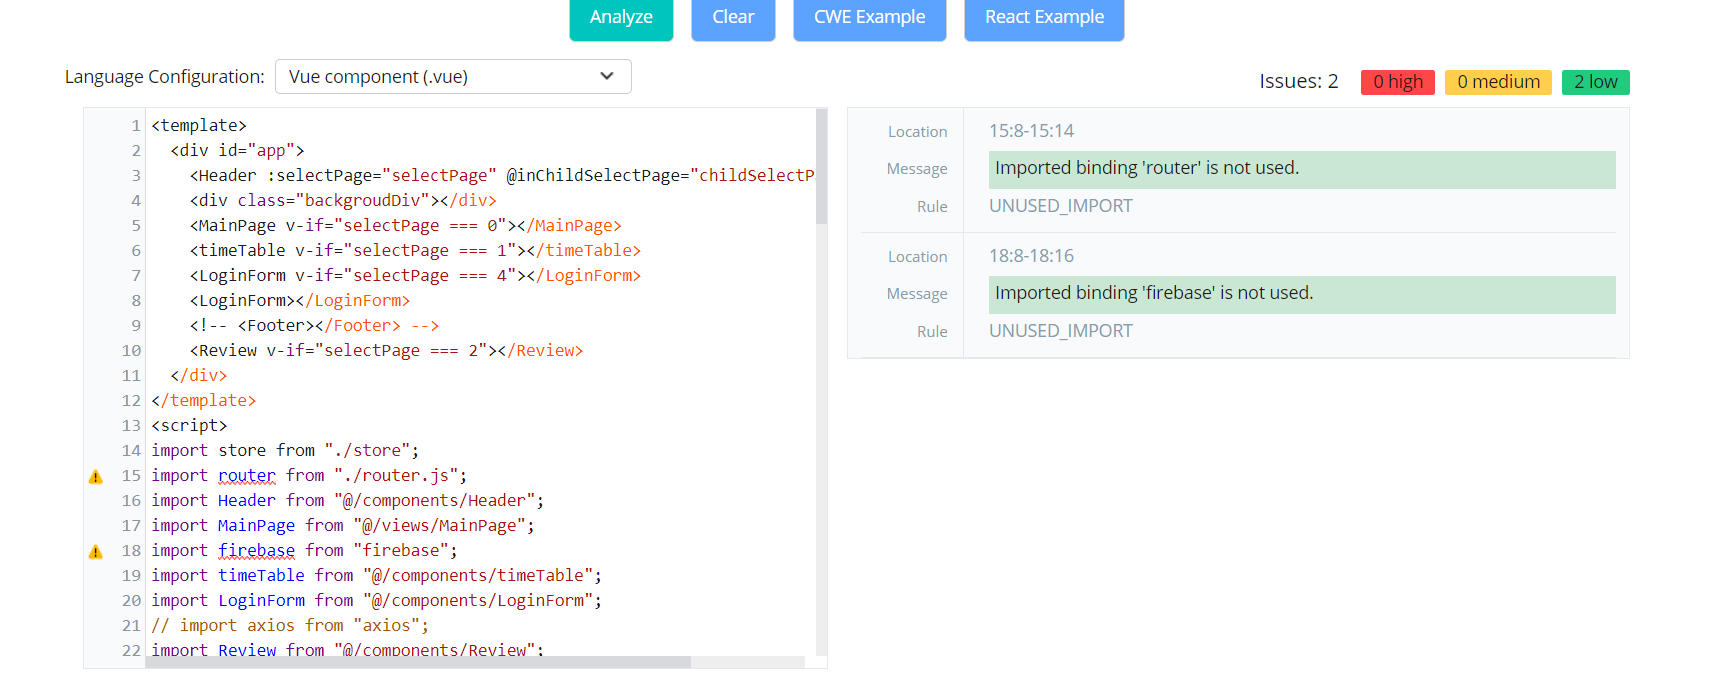 Analyze Clear CWE Example React Example
Language Configuration: Vue component (.vue)
Issues: 2 0 high 0 medium 2 low
1 <template>
2 <div id="app">
3 <Header :selectPage="selectPage" @inChildSelectPage="childSelectP
4 <div class="backgroudDiv"></div>
5 <MainPage v-if="selectPage === 0"></MainPage>
6 <timeTable v-if="selectPage === 1"></timeTable>
7 <LoginForm v-if="selectPage === 4"></LoginForm>
8 <LoginForm></LoginForm>
9 <!-- <Footer></Footer> -->
10 <Review v-if="selectPage === 2"></Review>
11 </div>
12 </template>
13 <script>
14 import store from "./store";
15 import router from "./router.js";
16 import Header from "@/components/Header";
17 import MainPage from "@/views/MainPage";
18 import firebase from "firebase";
19 import timeTable from "@/components/timeTable";
20 import LoginForm from "@/components/LoginForm";
21 // import axios from "axios";
22 import Review from "@/components/Review";
Location 15:8-15:14
Message Imported binding 'router' is not used.
Rule UNUSED_IMPORT
Location 18:8-18:16
Message Imported binding 'firebase' is not used.
Rule UNUSED_IMPORT